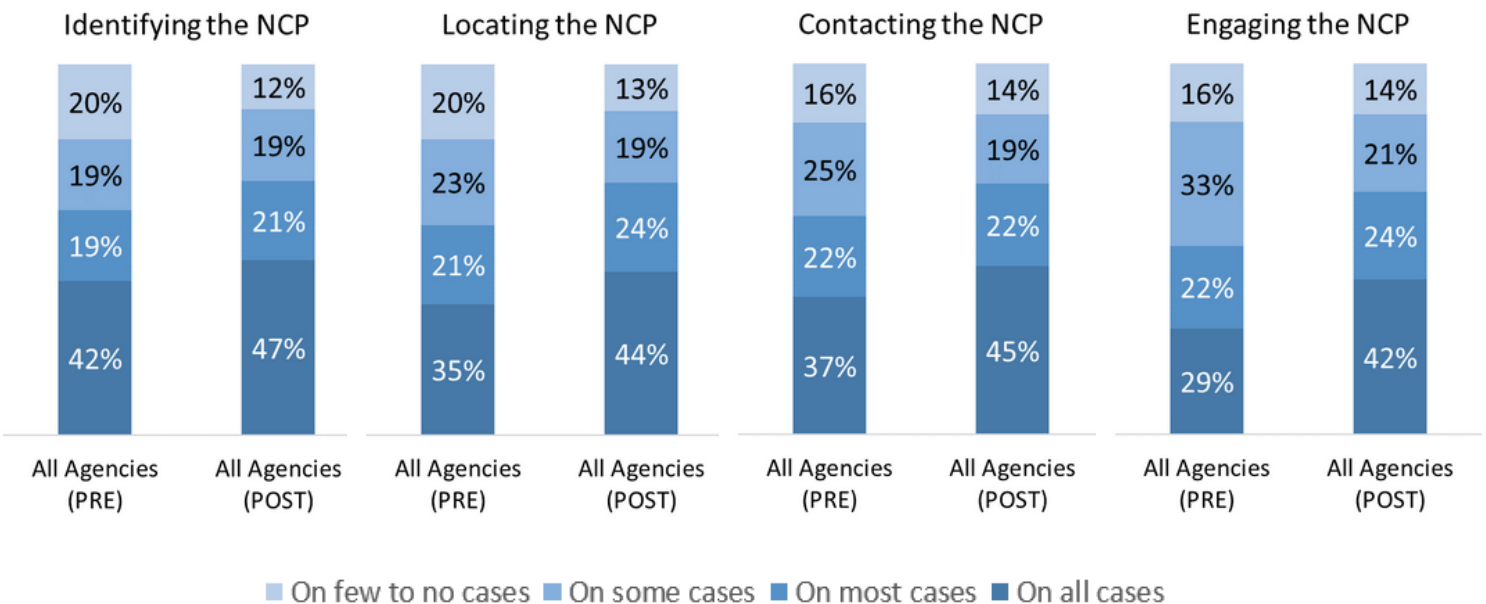 Identifying the NCP
20%
19%
19%
42%
12%
19%
21%
47%
All Agencies
(PRE)
All Agencies
(POST)
Locating the NCP
20%
23%
21%
35%
13%
19%
24%
44%
All Agencies
(PRE)
All Agencies
(POST)
Contacting the NCP
16%
25%
22%
37%
14%
19%
22%
45%
All Agencies
(PRE)
All Agencies
(POST)
Engaging the NCP
16%
33%
22%
29%
14%
21%
24%
42%
All Agencies
(PRE)
All Agencies
(POST)
On few to no cases On some cases On most cases On all cases